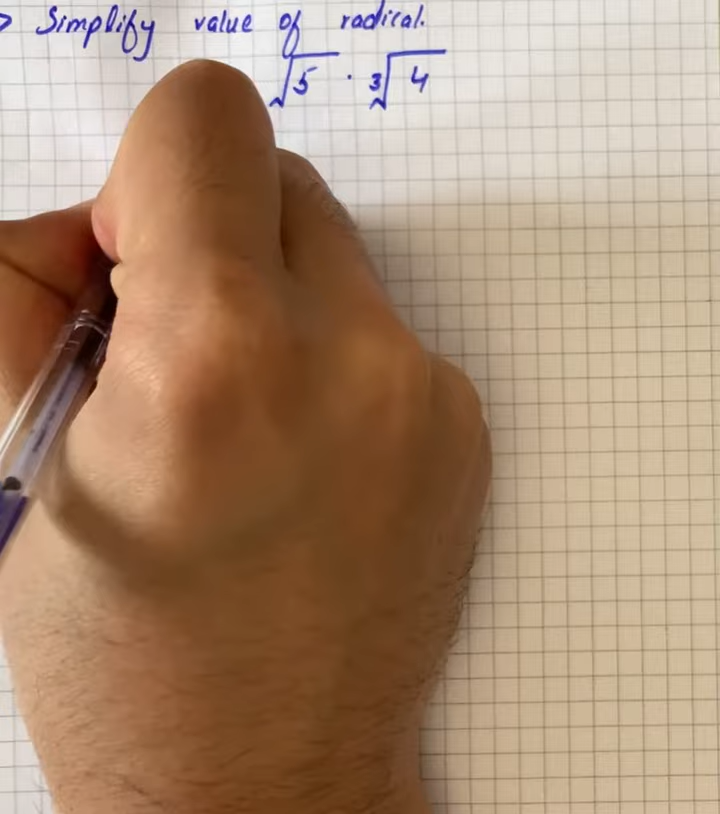 > Simplify value of radical.
√5 · ∛4